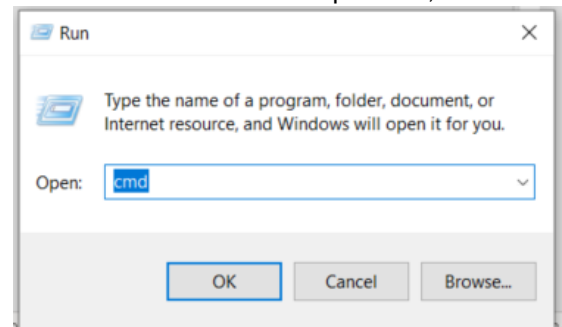 Run
Type the name of a program, folder, document, or
Internet resource, and Windows will open it for you.
Open: cmd
OK Cancel Browse...